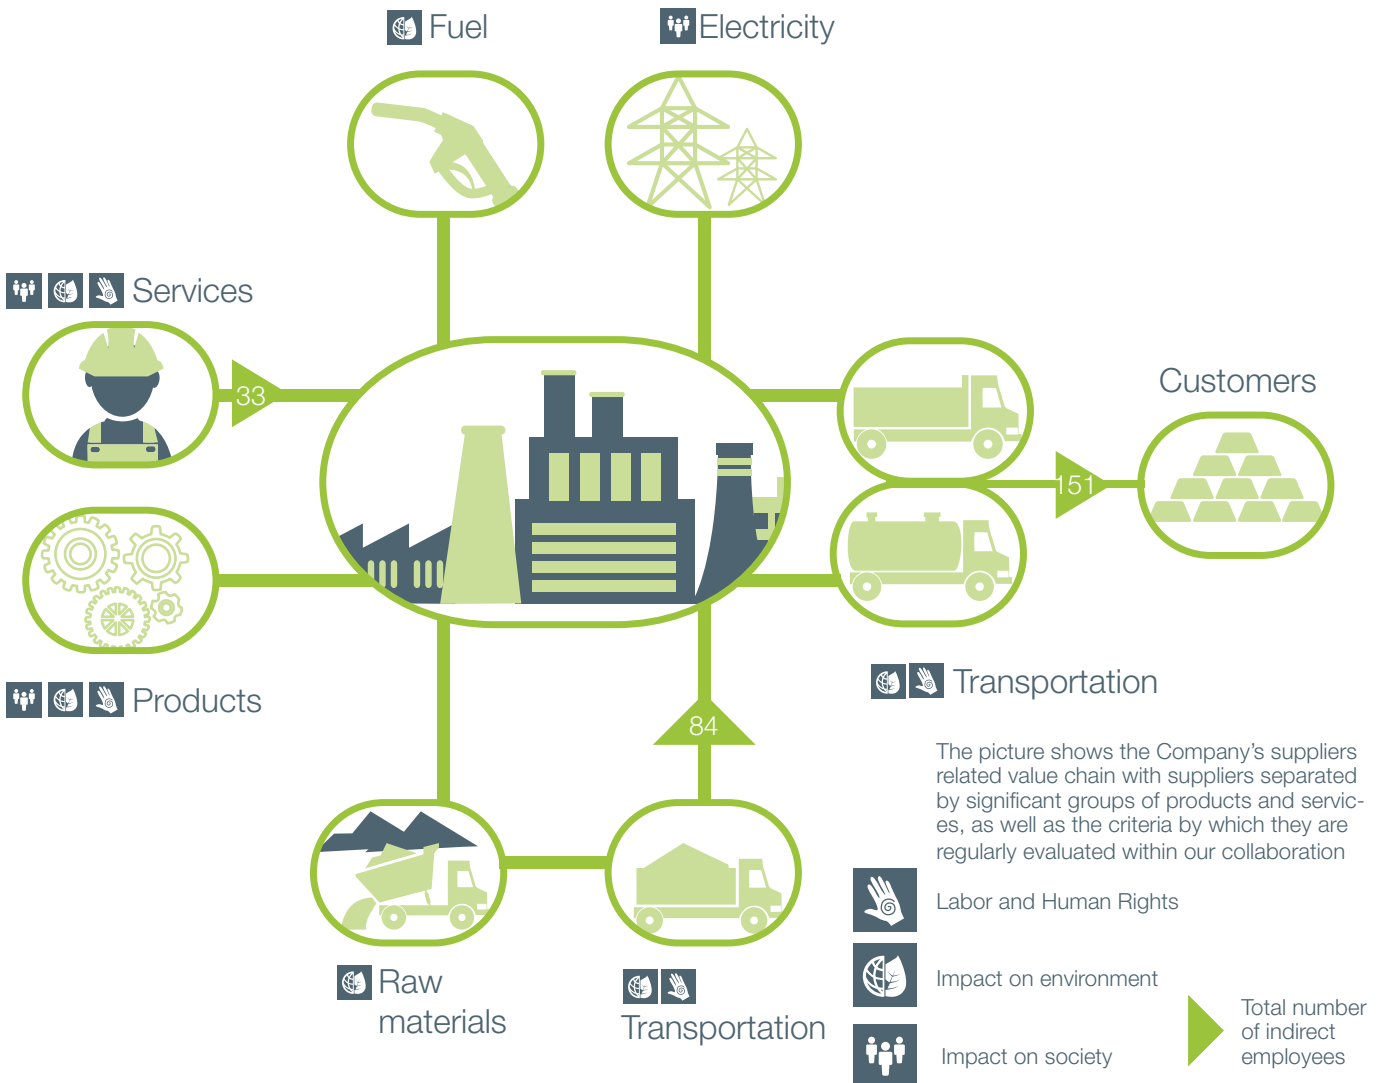 Fuel
Electricity
Services
33
Customers
151
Products
Transportation
84
The picture shows the Company’s suppliers
related value chain with suppliers separated
by significant groups of products and servic-
es, as well as the criteria by which they are
regularly evaluated within our collaboration
Labor and Human Rights
Raw
materials
Impact on environment
Transportation
Total number
of indirect
employees
Impact on society